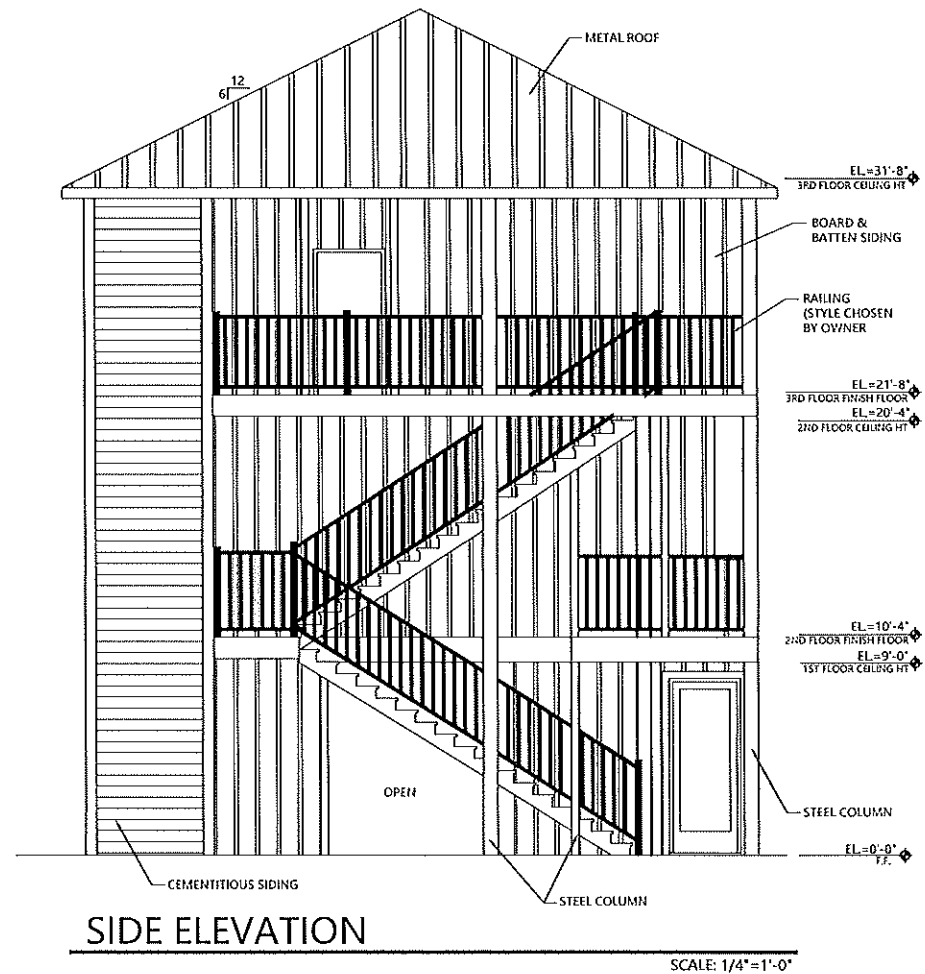 METAL ROOF
12
6
EL.=31'-8"
3RD FLOOR CEILING HT
BOARD &
BATTEN SIDING
RAILING
(STYLE CHOSEN
BY OWNER
EL.=21'-8"
3RD FLOOR FINISH FLOOR
EL.=20'-4"
2ND FLOOR CEILING HT
EL.=10'-4"
2ND FLOOR FINISH FLOOR
EL.=9'-0"
1ST FLOOR CEILING HT
OPEN
STEEL COLUMN
EL.=0'-0"
F.F.
CEMENTITIOUS SIDING
STEEL COLUMN
SIDE ELEVATION
SCALE: 1/4"=1'-0"